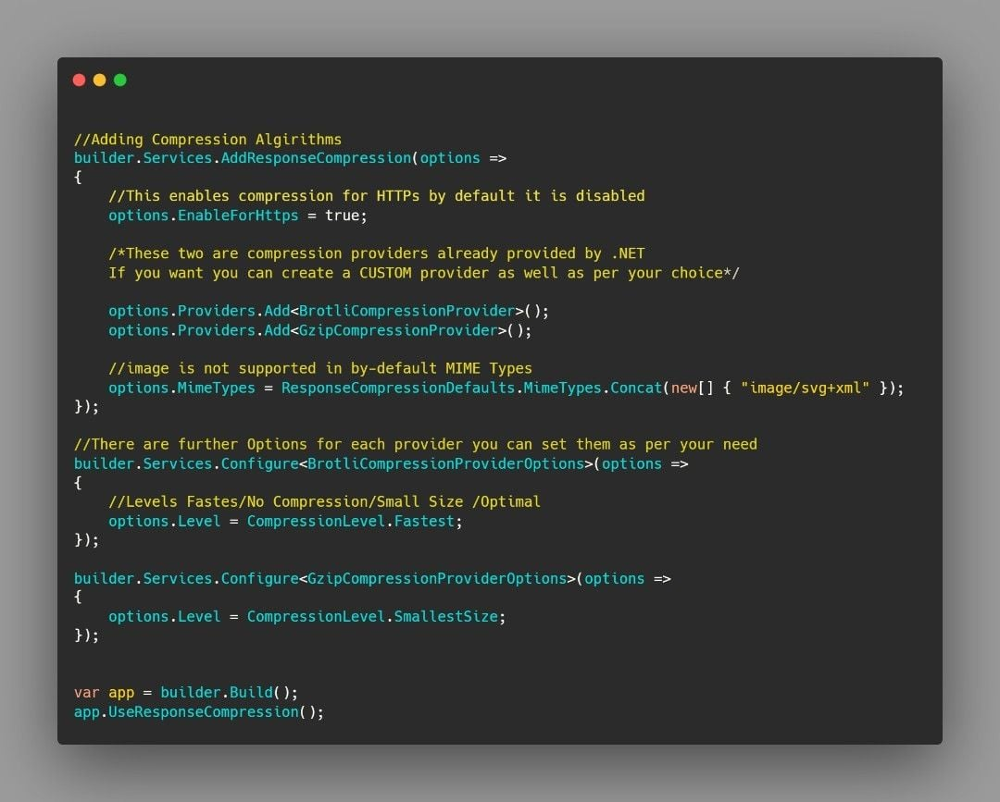 //Adding Compression Algirithms
builder.Services.AddResponseCompression(options =>
{
    //This enables compression for HTTPs by default it is disabled
    options.EnableForHttps = true;

    /*These two are compression providers already provided by .NET
    If you want you can create a CUSTOM provider as well as per your choice*/

    options.Providers.Add<BrotliCompressionProvider>();
    options.Providers.Add<GzipCompressionProvider>();

    //image is not supported in by-default MIME Types
    options.MimeTypes = ResponseCompressionDefaults.MimeTypes.Concat(new[] { "image/svg+xml" });
});

//There are further Options for each provider you can set them as per your need
builder.Services.Configure<BrotliCompressionProviderOptions>(options =>
{
    //Levels Fastes/No Compression/Small Size /Optimal
    options.Level = CompressionLevel.Fastest;
});

builder.Services.Configure<GzipCompressionProviderOptions>(options =>
{
    options.Level = CompressionLevel.SmallestSize;
});


var app = builder.Build();
app.UseResponseCompression();